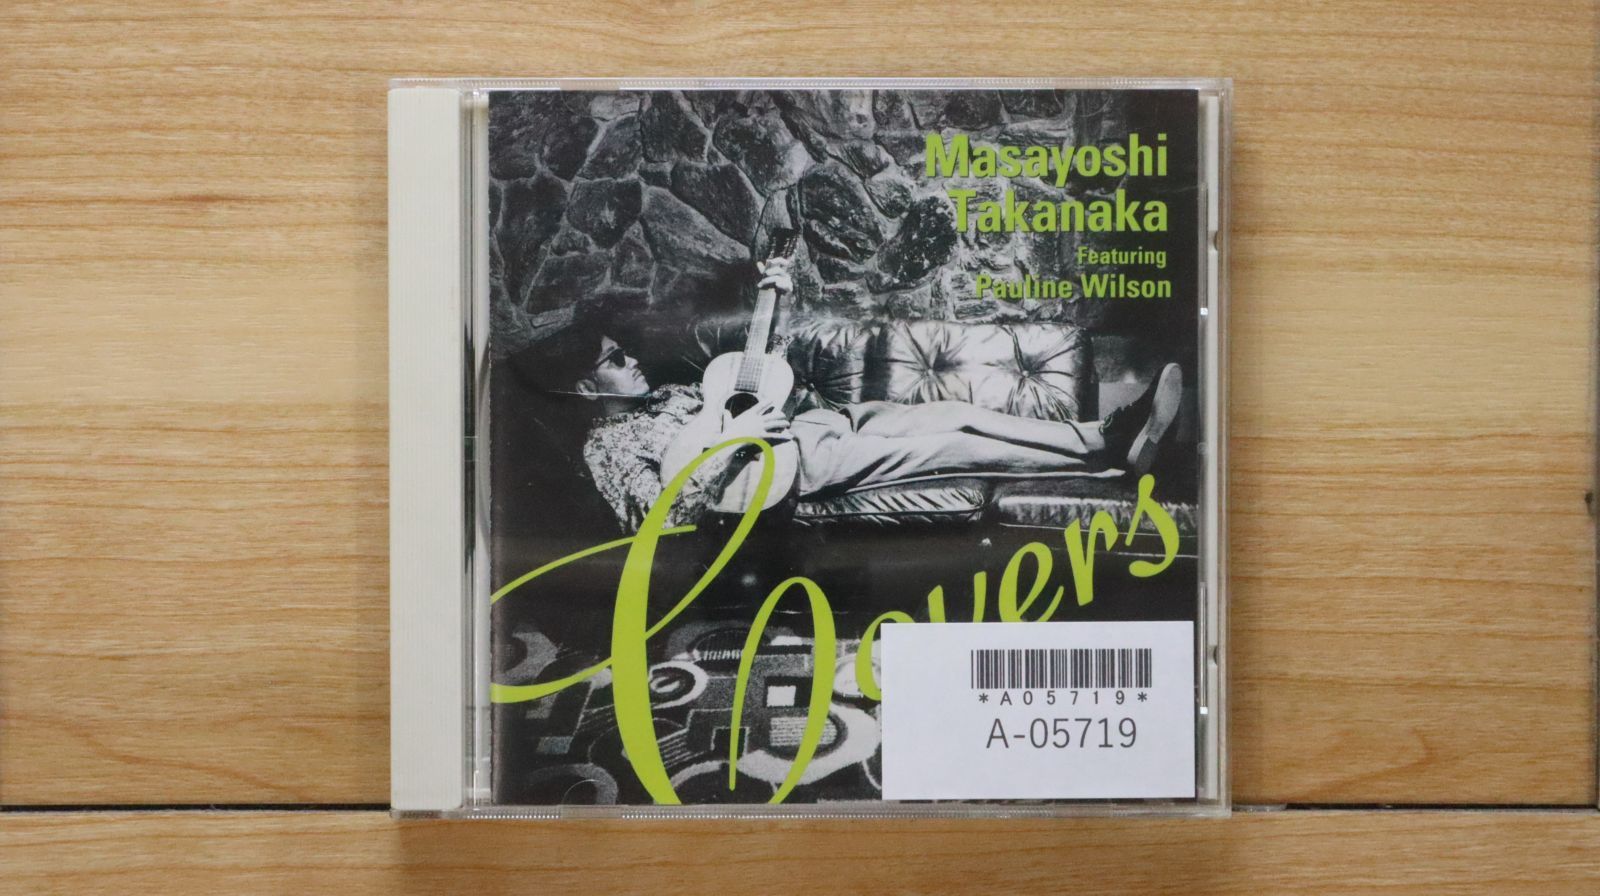 Masayoshi
Takanaka
Featuring
Pauline Wilson
Covers
*A05719*
A-05719